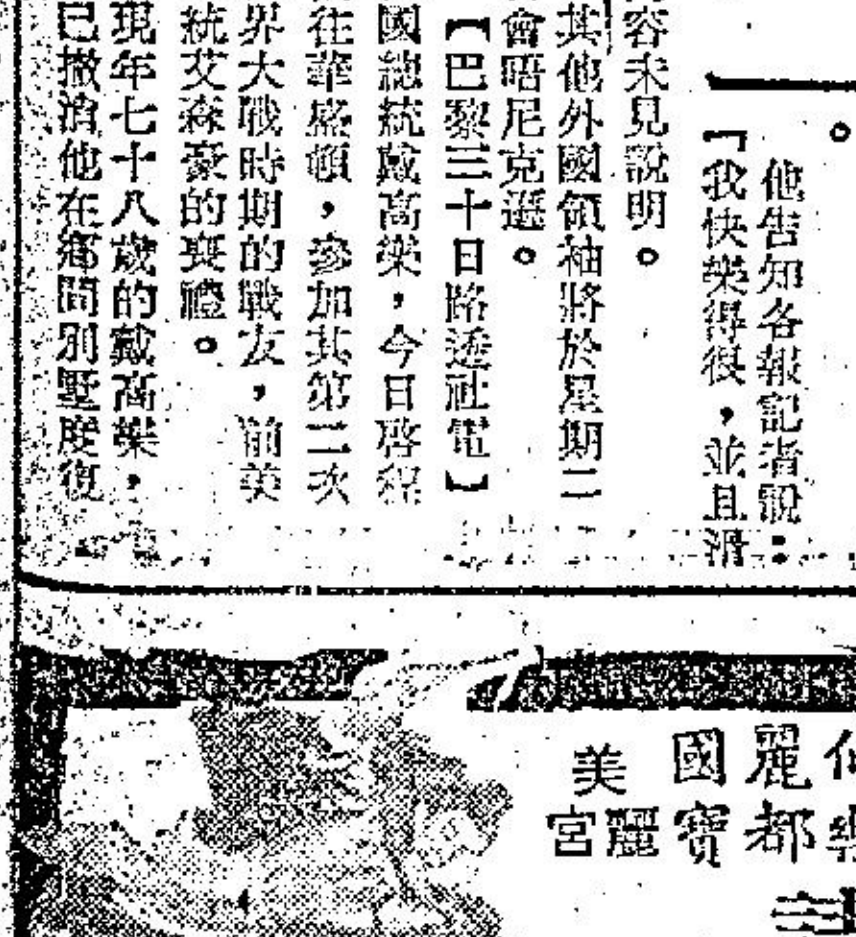 。
他告知各報記者說：
「我快樂得很，並且滑
容未見說明。
其他外國領袖將於星期二
會晤尼克遜。
【巴黎三十日路透社電】
國總統戴高樂，今日啓程
往華盛頓，參加其第二次
界大戰時期的戰友，前美
統艾森豪的喪禮。
現年七十八歲的戴高樂，
已撤消他在鄉間別墅度復
麗都
國寶
美麗宮